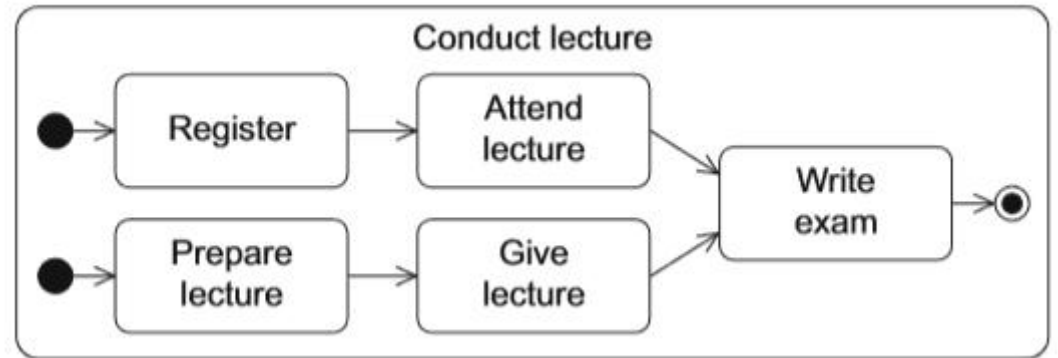 Conduct lecture
Register
Attend
lecture
Write
exam
Prepare
lecture
Give
lecture